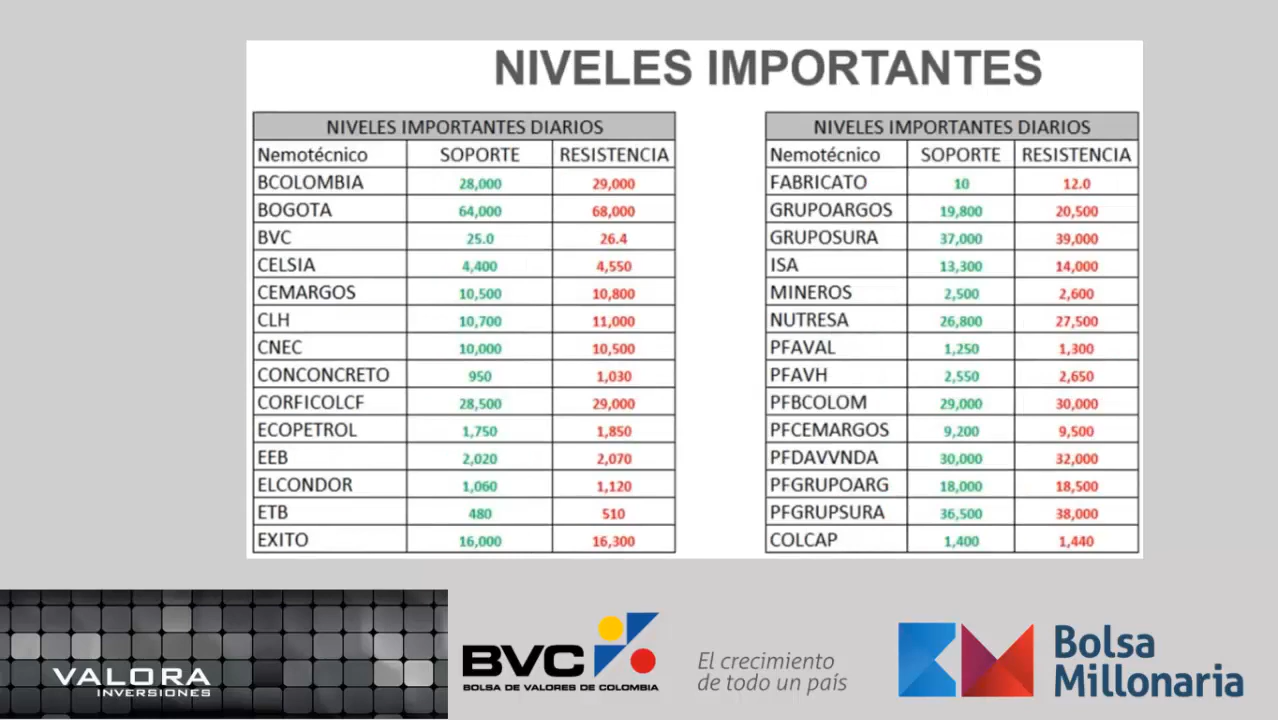 NIVELES IMPORTANTES
NIVELES IMPORTANTES DIARIOS
Nemotécnico SOPORTE RESISTENCIA
BCOLOMBIA 28,000 29,000
BOGOTA 64,000 68,000
BVC 25.0 26.4
CELSIA 4,400 4,550
CEMARGOS 10,500 10,800
CLH 10,700 11,000
CNEC 10,000 10,500
CONCONCRETO 950 1,030
CORFICOLCF 28,500 29,000
ECOPETROL 1,750 1,850
EEB 2,020 2,070
ELCONDOR 1,060 1,120
ETB 480 510
EXITO 16,000 16,300
NIVELES IMPORTANTES DIARIOS
Nemotécnico SOPORTE RESISTENCIA
FABRICATO 10 12.0
GRUPOARGOS 19,800 20,500
GRUPOSURA 37,000 39,000
ISA 13,300 14,000
MINEROS 2,500 2,600
NUTRESA 26,800 27,500
PFAVAL 1,250 1,300
PFAVH 2,550 2,650
PFBCOLOM 29,000 30,000
PFCEMARGOS 9,200 9,500
PFDAVVNDA 30,000 32,000
PFGRUPOARG 18,000 18,500
PFGRUPSURA 36,500 38,000
COLCAP 1,400 1,440
VALORA
INVERSIONES
BVC
BOLSA DE VALORES DE COLOMBIA
El crecimiento
de todo un país
Bolsa
Millonaria